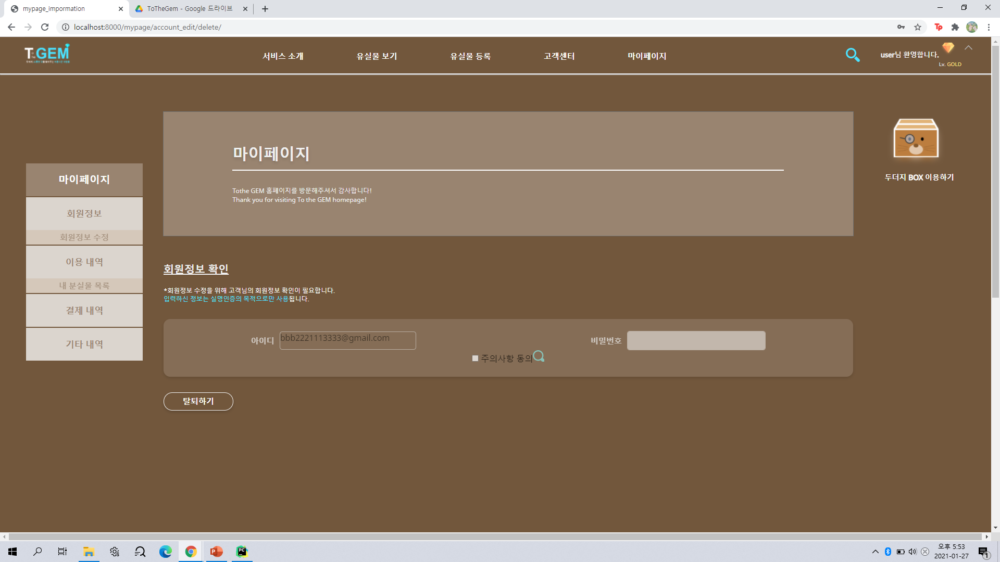 mypage_impormation
ToTheGem - Google 드라이브
localhost:8000/mypage/account_edit/delete/
T THE GEM
서비스 소개
유실물 보기
유실물 등록
고객센터
마이페이지
user님 환영합니다.
Lv. GOLD
마이페이지
Tothe GEM 홈페이지를 방문해주셔서 감사합니다!
Thank you for visiting To the GEM homepage!
두더지 BOX 이용하기
마이페이지
회원정보
회원정보 수정
이용 내역
내 분실물 목록
결제 내역
기타 내역
회원정보 확인
*회원정보 수정을 위해 고객님의 회원정보 확인이 필요합니다.
입력하신 정보는 실명인증의 목적으로만 사용됩니다.
아이디
bbb2221113333@gmail.com
비밀번호
주의사항 동의
탈퇴하기
오후 5:53
2021-01-27
1